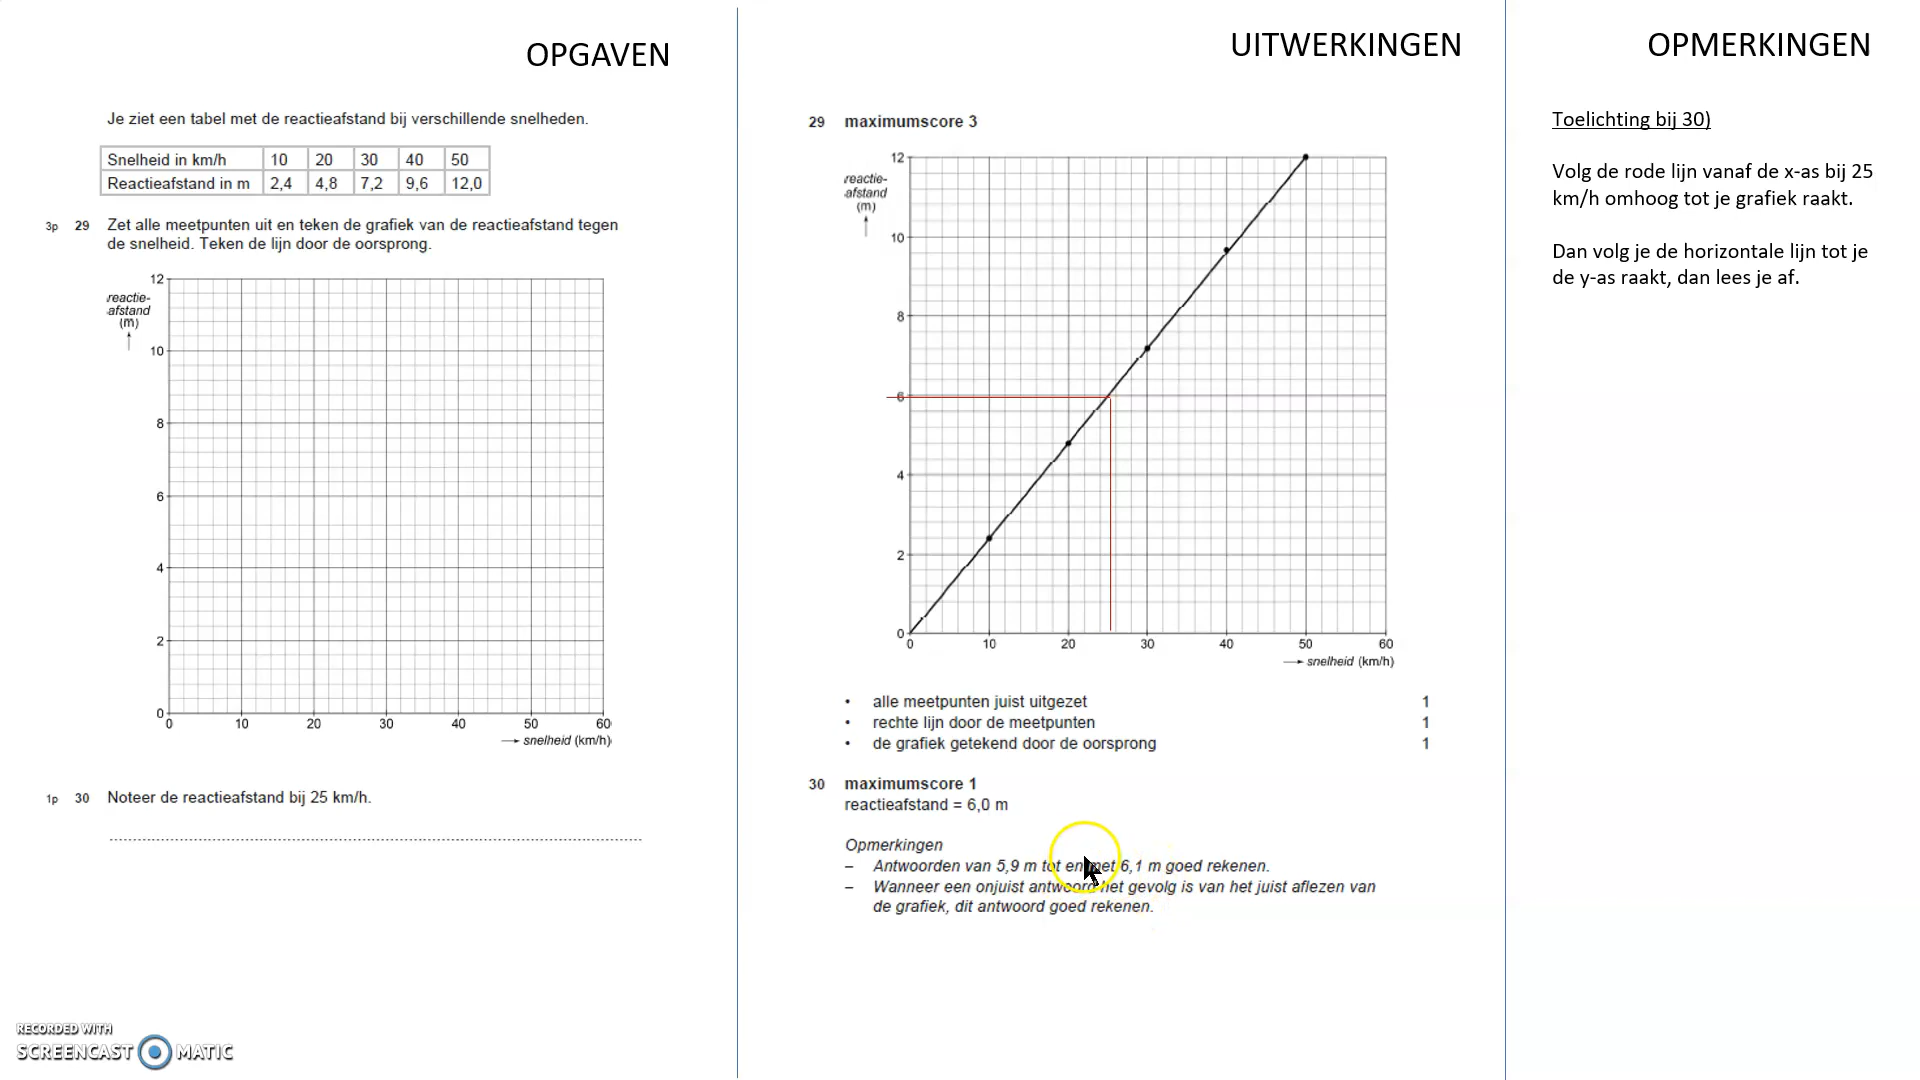 OPGAVEN
Je ziet een tabel met de reactieafstand bij verschillende snelheden.
Snelheid in km/h 10 20 30 40 50
Reactieafstand in m 2,4 4,8 7,2 9,6 12,0
3p 29 Zet alle meetpunten uit en teken de grafiek van de reactieafstand tegen
de snelheid. Teken de lijn door de oorsprong.
12
reactie-
afstand
(m)
10
8
6
4
2
0
0 10 20 30 40 50 60
snelheid (km/h)
1p 30 Noteer de reactieafstand bij 25 km/h.
RECORDED WITH
SCREENCAST MATIC
UITWERKINGEN
29 maximumscore 3
12
reactie-
afstand
(m)
10
8
6
4
2
0
0 10 20 30 40 50 60
snelheid (km/h)
• alle meetpunten juist uitgezet 1
• rechte lijn door de meetpunten 1
• de grafiek getekend door de oorsprong 1
30 maximumscore 1
reactieafstand = 6,0 m
Opmerkingen
– Antwoorden van 5,9 m tot en met 6,1 m goed rekenen.
– Wanneer een onjuist antwoord het gevolg is van het juist aflezen van
de grafiek, dit antwoord goed rekenen.
OPMERKINGEN
Toelichting bij 30)
Volg de rode lijn vanaf de x-as bij 25
km/h omhoog tot je grafiek raakt.
Dan volg je de horizontale lijn tot je
de y-as raakt, dan lees je af.